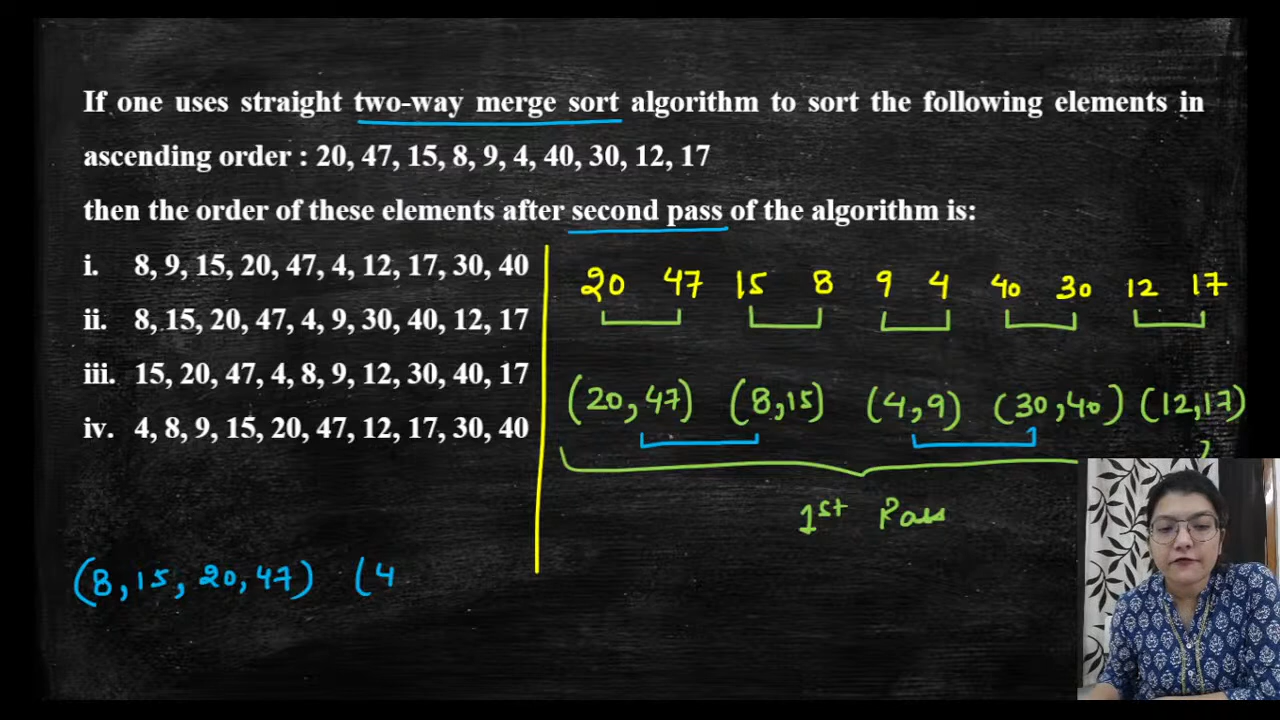 If one uses straight two-way merge sort algorithm to sort the following elements in
ascending order : 20, 47, 15, 8, 9, 4, 40, 30, 12, 17
then the order of these elements after second pass of the algorithm is:
i. 8, 9, 15, 20, 47, 4, 12, 17, 30, 40
ii. 8, 15, 20, 47, 4, 9, 30, 40, 12, 17
iii. 15, 20, 47, 4, 8, 9, 12, 30, 40, 17
iv. 4, 8, 9, 15, 20, 47, 12, 17, 30, 40
20 47 15 8 9 4 40 30 12 17
(20, 47) (8, 15) (4, 9) (30, 40) (12, 17)
1st Pass
(8, 15, 20, 47) (4